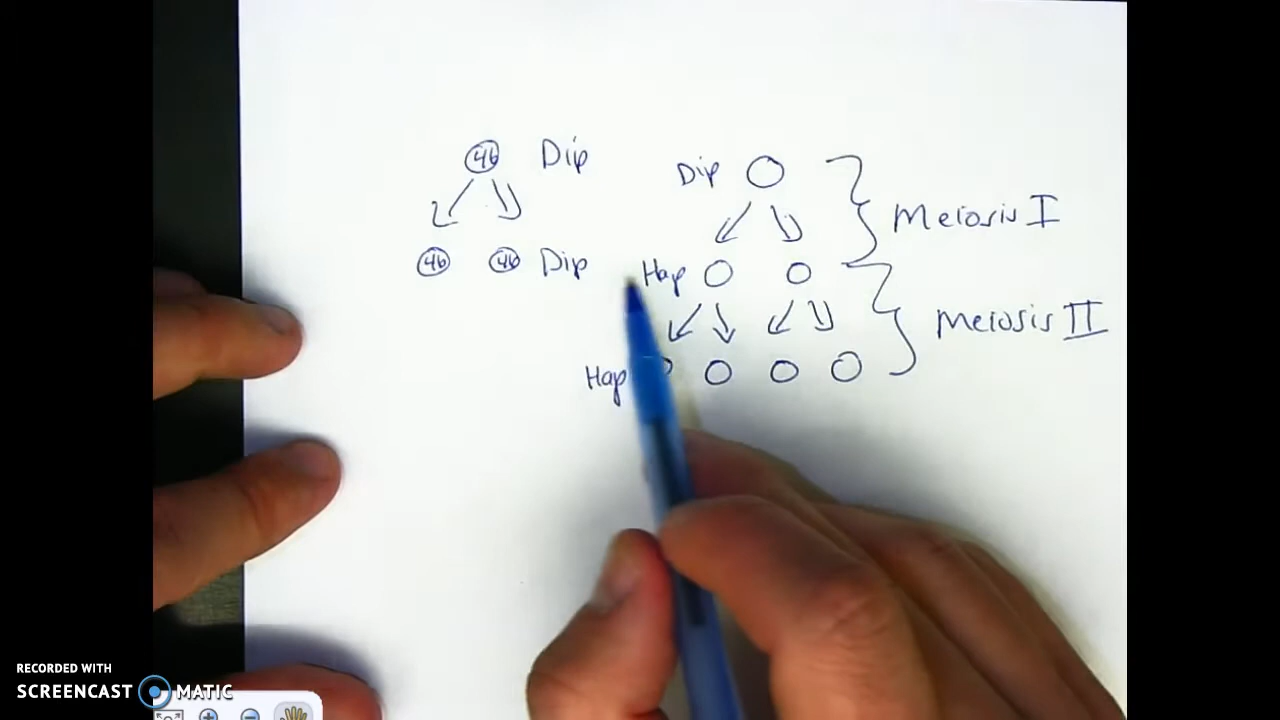 46 Dip
46 46 Dip
Dip
Meiosis I
Hap
Meiosis II
Hap
RECORDED WITH
SCREENCAST MATIC